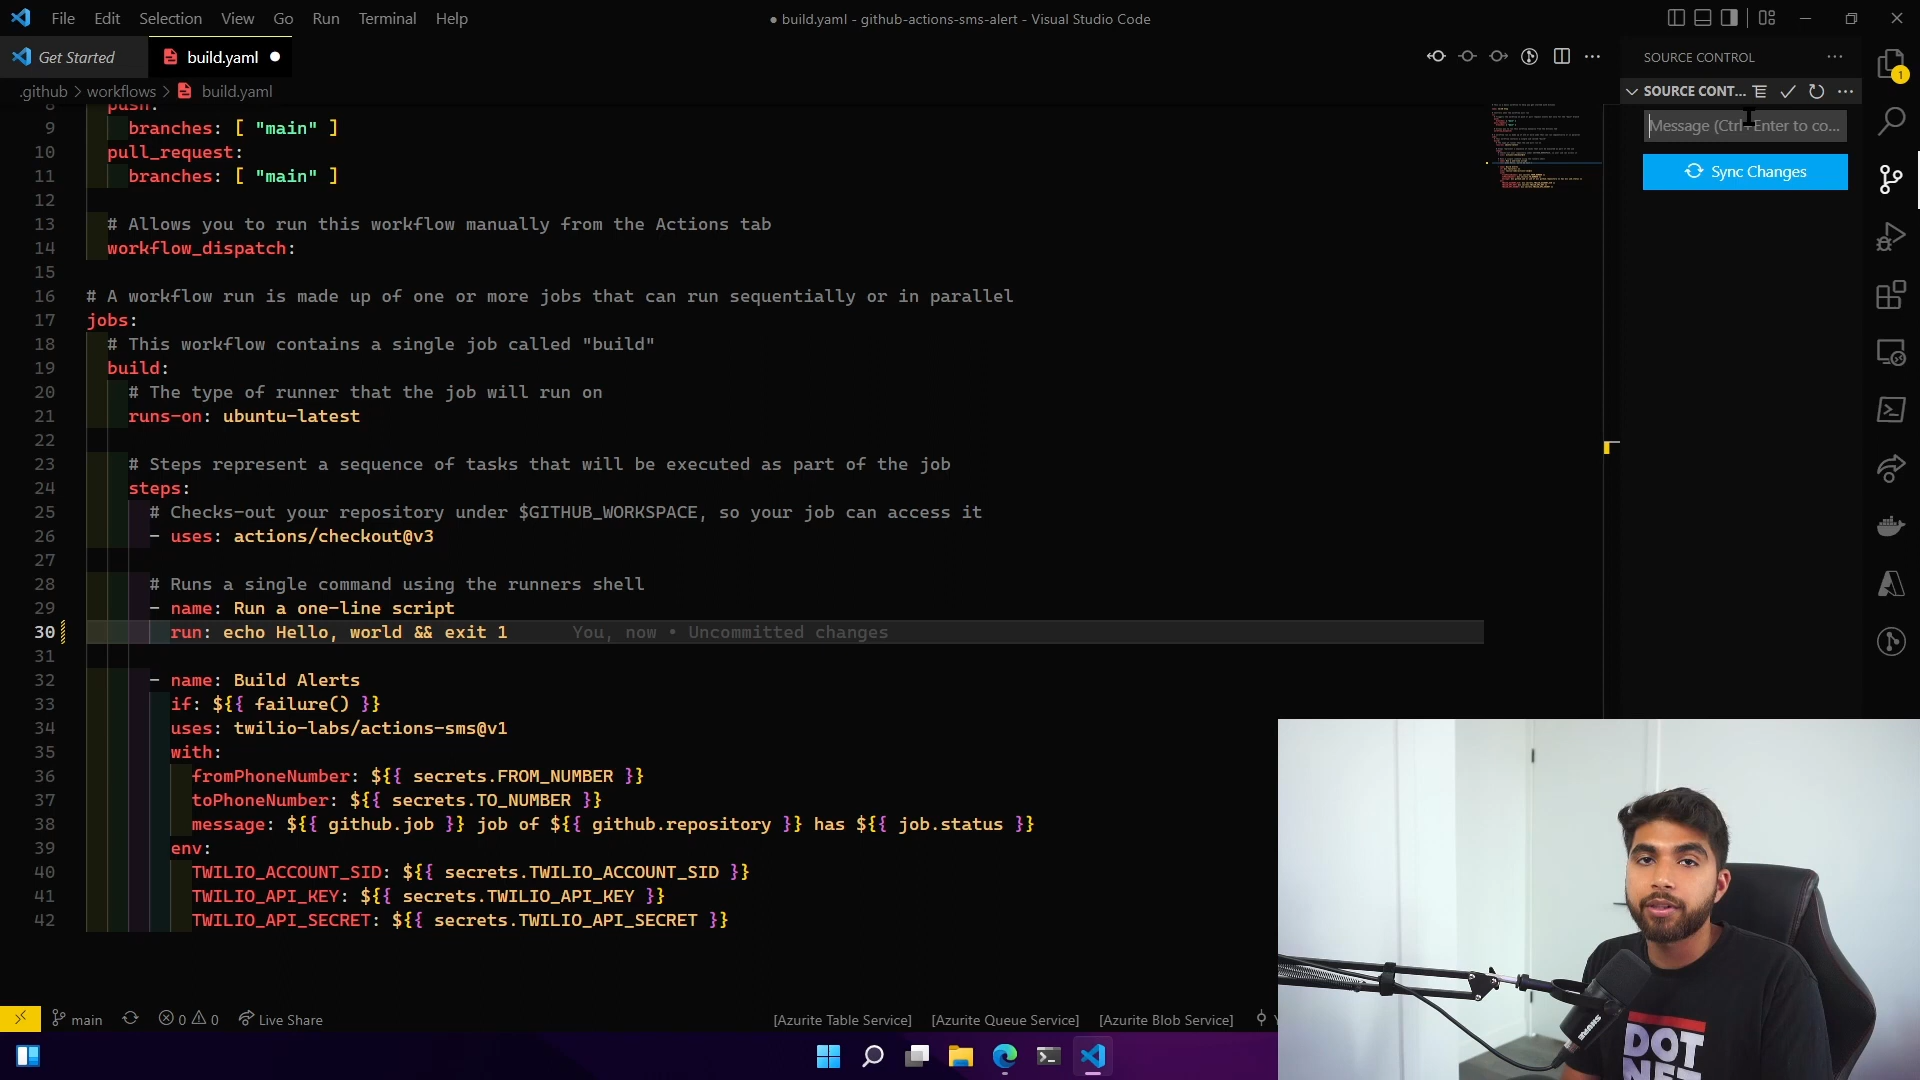 File Edit Selection View Go Run Terminal Help
● build.yaml - github-actions-sms-alert - Visual Studio Code
Get Started
build.yaml
SOURCE CONTROL
.github > workflows > build.yaml
SOURCE CONT...
Message (Ctrl+Enter to co...
Sync Changes
1
8 push:
9 branches: [ "main" ]
10 pull_request:
11 branches: [ "main" ]
12
13 # Allows you to run this workflow manually from the Actions tab
14 workflow_dispatch:
15
16 # A workflow run is made up of one or more jobs that can run sequentially or in parallel
17 jobs:
18 # This workflow contains a single job called "build"
19 build:
20 # The type of runner that the job will run on
21 runs-on: ubuntu-latest
22
23 # Steps represent a sequence of tasks that will be executed as part of the job
24 steps:
25 # Checks-out your repository under $GITHUB_WORKSPACE, so your job can access it
26 - uses: actions/checkout@v3
27
28 # Runs a single command using the runners shell
29 - name: Run a one-line script
30 run: echo Hello, world && exit 1 You, now • Uncommitted changes
31
32 - name: Build Alerts
33 if: ${{ failure() }}
34 uses: twilio-labs/actions-sms@v1
35 with:
36 fromPhoneNumber: ${{ secrets.FROM_NUMBER }}
37 toPhoneNumber: ${{ secrets.TO_NUMBER }}
38 message: ${{ github.job }} job of ${{ github.repository }} has ${{ job.status }}
39 env:
40 TWILIO_ACCOUNT_SID: ${{ secrets.TWILIO_ACCOUNT_SID }}
41 TWILIO_API_KEY: ${{ secrets.TWILIO_API_KEY }}
42 TWILIO_API_SECRET: ${{ secrets.TWILIO_API_SECRET }}
main 0 0 Live Share
[Azurite Table Service] [Azurite Queue Service] [Azurite Blob Service]
SHURE
DOT
NET